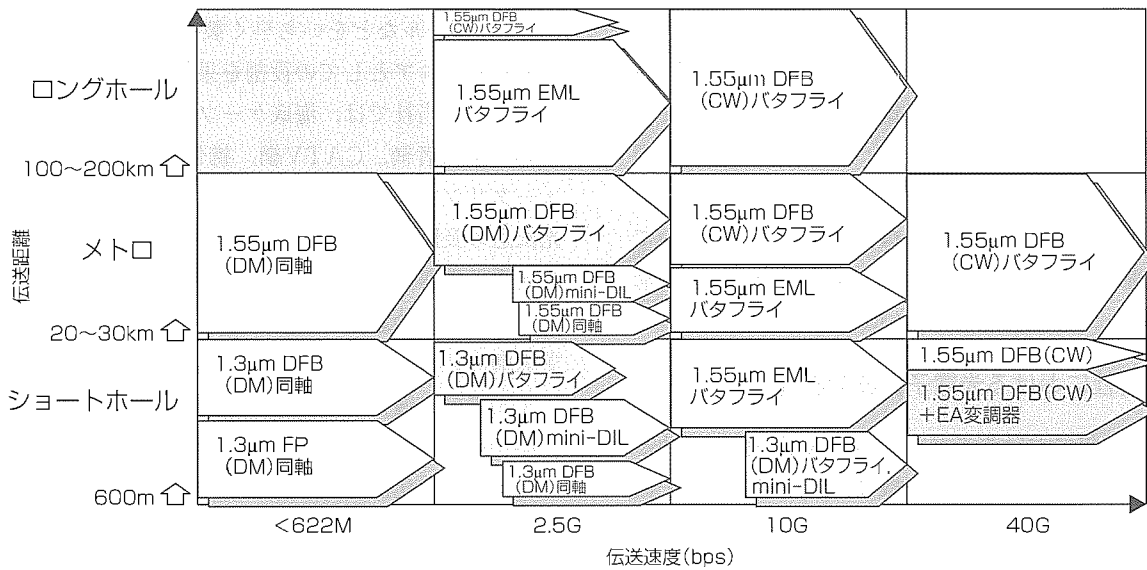 1.55μm DFB
(CW)バタフライ
ロングホール
1.55μm EML
バタフライ
1.55μm DFB
(CW)バタフライ
100〜200km
伝送距離
メトロ
1.55μm DFB
(DM)同軸
1.55μm DFB
(DM)バタフライ
1.55μm DFB
(DM)mini-DIL
1.55μm DFB
(DM)同軸
1.55μm DFB
(CW)バタフライ
1.55μm EML
バタフライ
1.55μm DFB
(CW)バタフライ
20〜30km
ショートホール
1.3μm DFB
(DM)同軸
1.3μm FP
(DM)同軸
1.3μm DFB
(DM)バタフライ
1.3μm DFB
(DM)mini-DIL
1.3μm DFB
(DM)同軸
1.55μm EML
バタフライ
1.3μm DFB
(DM)バタフライ,
mini-DIL
1.55μm DFB(CW)
1.55μm DFB(CW)
+EA変調器
600m
<622M
2.5G
10G
40G
伝送速度(bps)